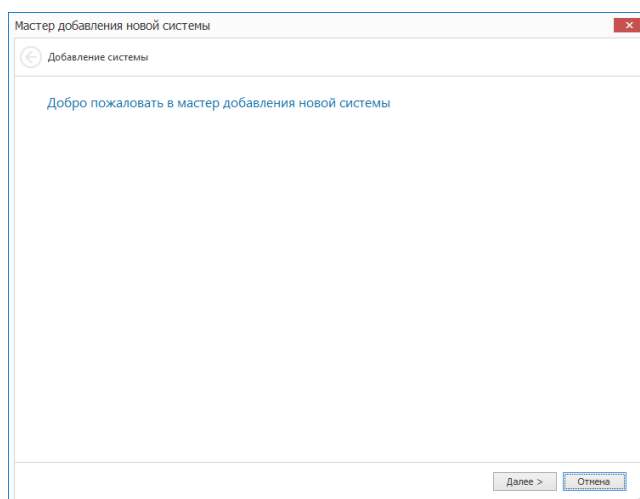 Мастер добавления новой системы
Добавление системы
Добро пожаловать в мастер добавления новой системы
Далее >
Отмена